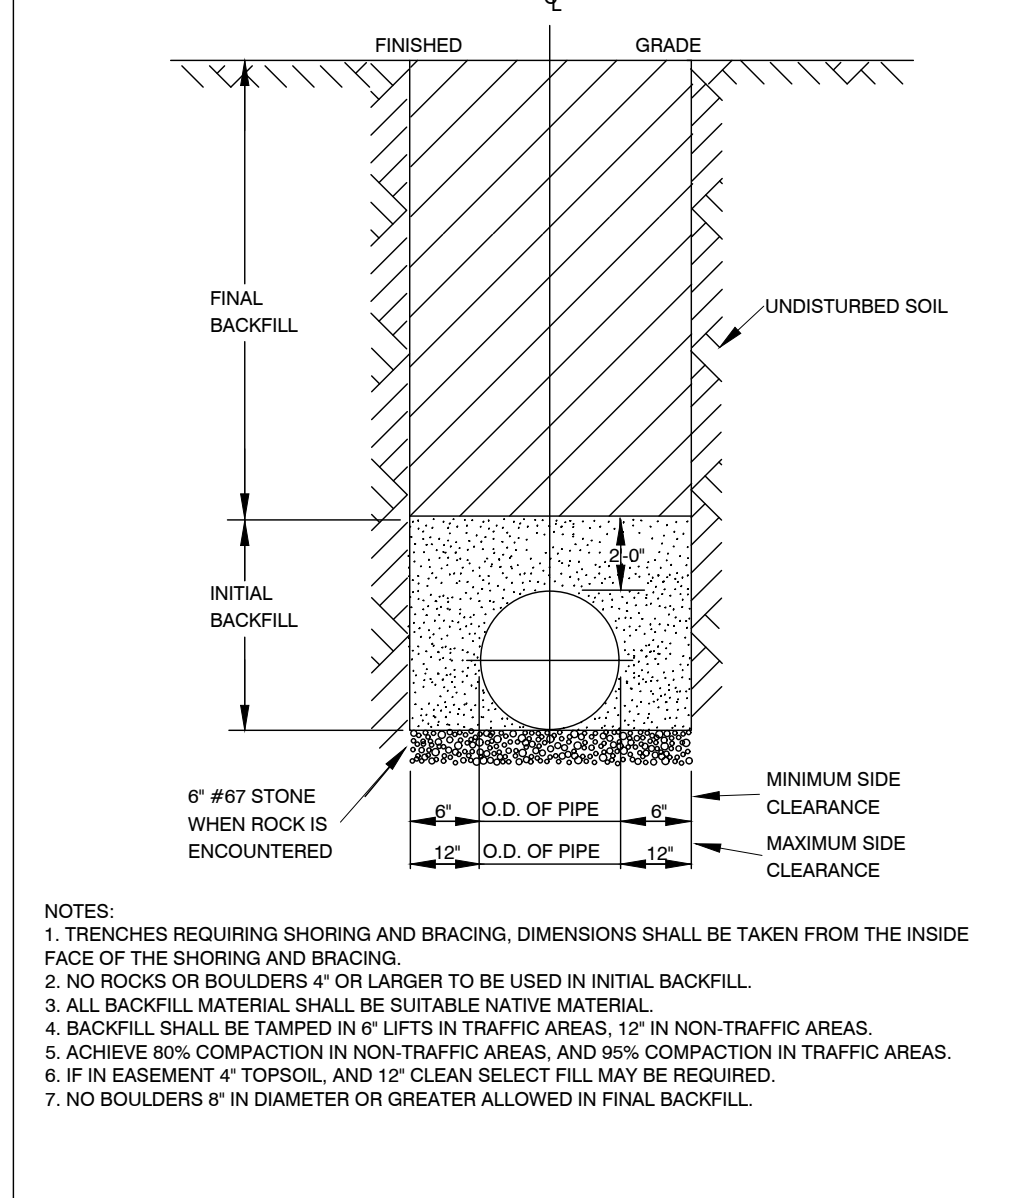 ℄
FINISHED GRADE
FINAL
BACKFILL
UNDISTURBED SOIL
2'-0"
INITIAL
BACKFILL
6" #67 STONE
WHEN ROCK IS
ENCOUNTERED
6" O.D. OF PIPE 6"
MINIMUM SIDE
CLEARANCE
12" O.D. OF PIPE 12"
MAXIMUM SIDE
CLEARANCE
NOTES:
1. TRENCHES REQUIRING SHORING AND BRACING, DIMENSIONS SHALL BE TAKEN FROM THE INSIDE
FACE OF THE SHORING AND BRACING.
2. NO ROCKS OR BOULDERS 4" OR LARGER TO BE USED IN INITIAL BACKFILL.
3. ALL BACKFILL MATERIAL SHALL BE SUITABLE NATIVE MATERIAL.
4. BACKFILL SHALL BE TAMPED IN 6" LIFTS IN TRAFFIC AREAS, 12" IN NON-TRAFFIC AREAS.
5. ACHIEVE 80% COMPACTION IN NON-TRAFFIC AREAS, AND 95% COMPACTION IN TRAFFIC AREAS.
6. IF IN EASEMENT 4" TOPSOIL, AND 12" CLEAN SELECT FILL MAY BE REQUIRED.
7. NO BOULDERS 8" IN DIAMETER OR GREATER ALLOWED IN FINAL BACKFILL.